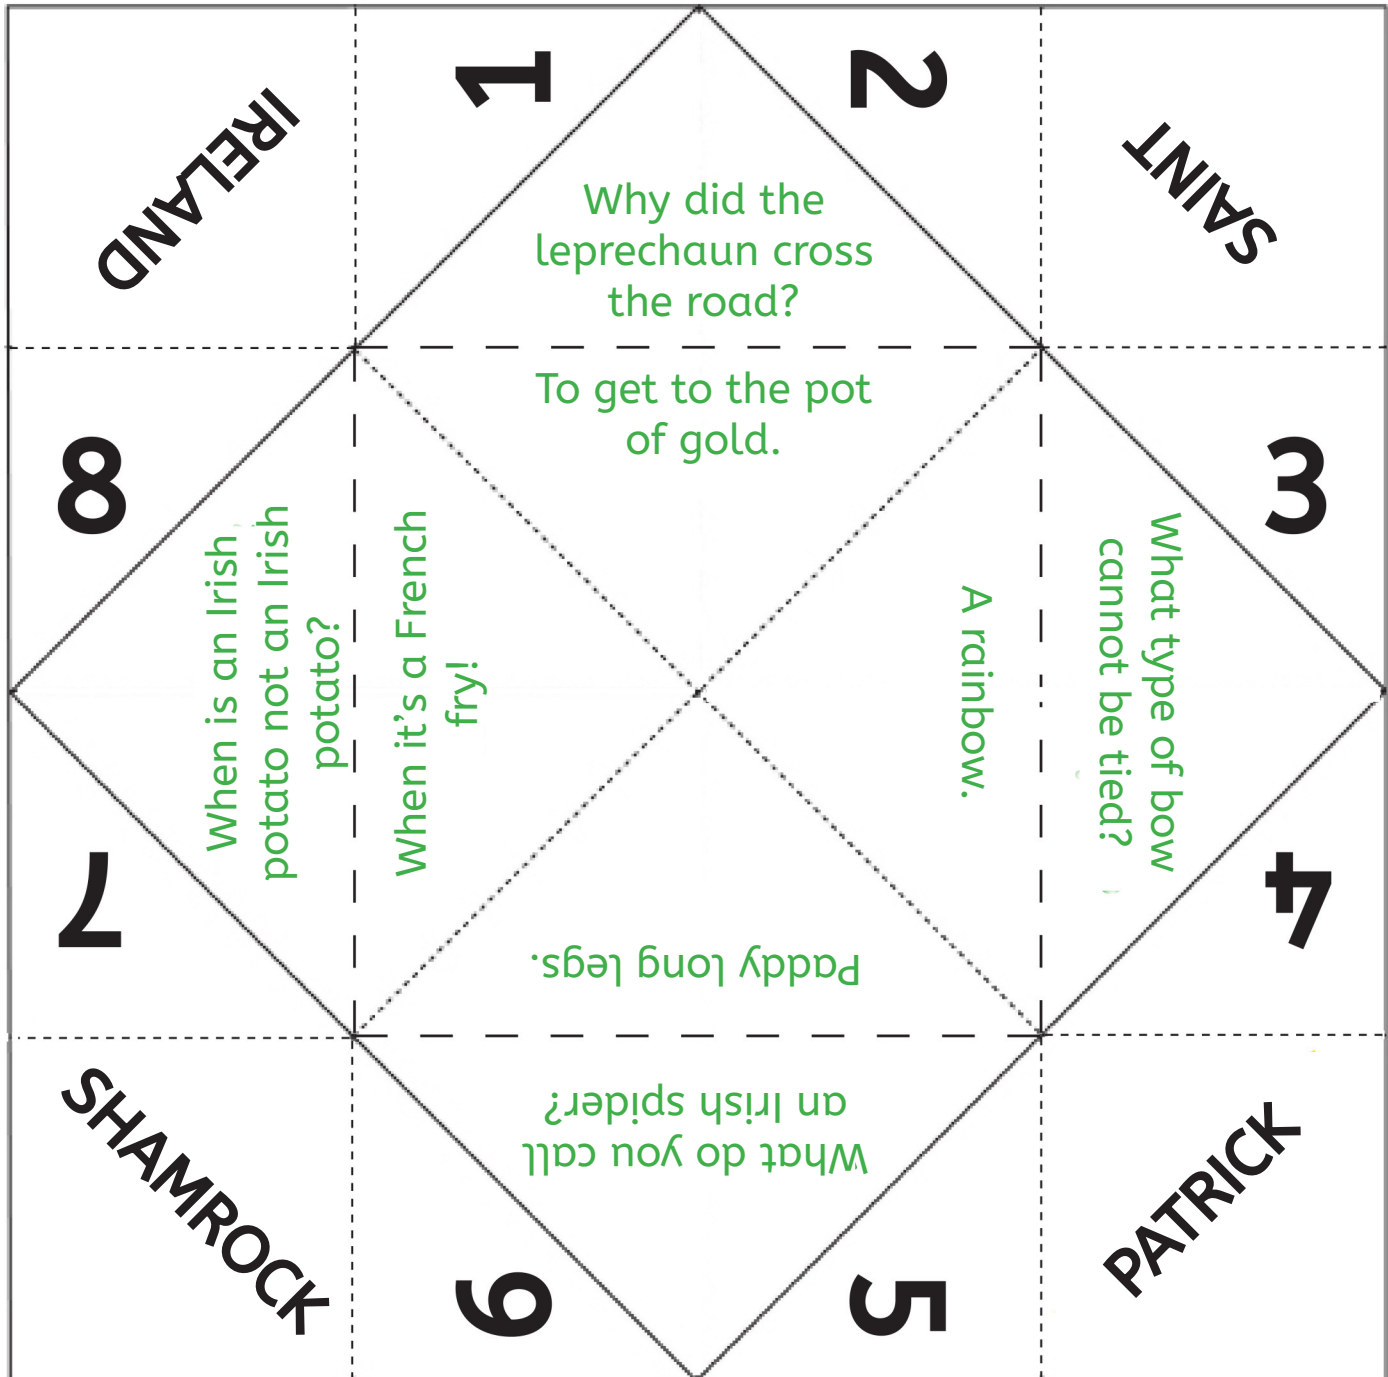 IRELAND
1
2
SAINT
Why did the
leprechaun cross
the road?
To get to the pot
of gold.
8
3
When is an Irish
potato not an Irish
potato?
When it's a French
fry!
A rainbow.
What type of bow
cannot be tied?
7
4
Paddy long legs.
What do you call
an Irish spider?
SHAMROCK
6
5
PATRICK